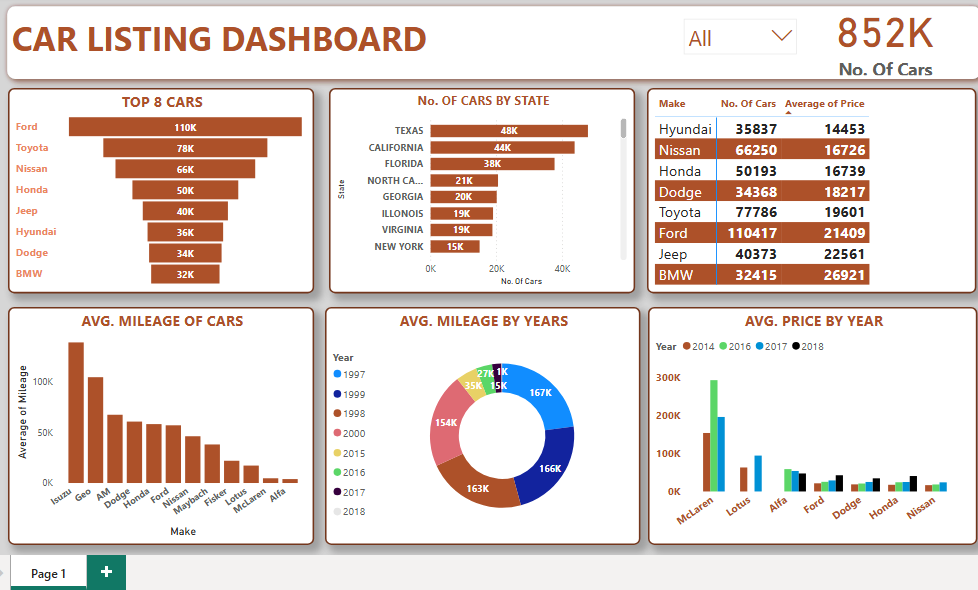 CAR LISTING DASHBOARD
All
852K
No. Of Cars
TOP 8 CARS
Ford 110K
Toyota 78K
Nissan 66K
Honda 50K
Jeep 40K
Hyundai 36K
Dodge 34K
BMW 32K
No. OF CARS BY STATE
State
TEXAS 48K
CALIFORNIA 44K
FLORIDA 38K
NORTH CA... 21K
GEORGIA 20K
ILLINOIS 19K
VIRGINIA 19K
NEW YORK 15K
0K 20K 40K
No. Of Cars
Make No. Of Cars Average of Price
Hyundai 35837 14453
Nissan 66250 16726
Honda 50193 16739
Dodge 34368 18217
Toyota 77786 19601
Ford 110417 21409
Jeep 40373 22561
BMW 32415 26921
AVG. MILEAGE OF CARS
Average of Mileage
100K
50K
0K
Isuzu Geo AM Dodge Honda Ford Nissan Maybach Fisker Lotus McLaren Alfa
Make
AVG. MILEAGE BY YEARS
Year
1997
1999
1998
2000
2015
2016
2017
2018
167K
166K
163K
154K
35K
27K
15K
1K
AVG. PRICE BY YEAR
Year 2014 2016 2017 2018
300K
200K
100K
0K
McLaren Lotus Alfa Ford Dodge Honda Nissan
Page 1
+